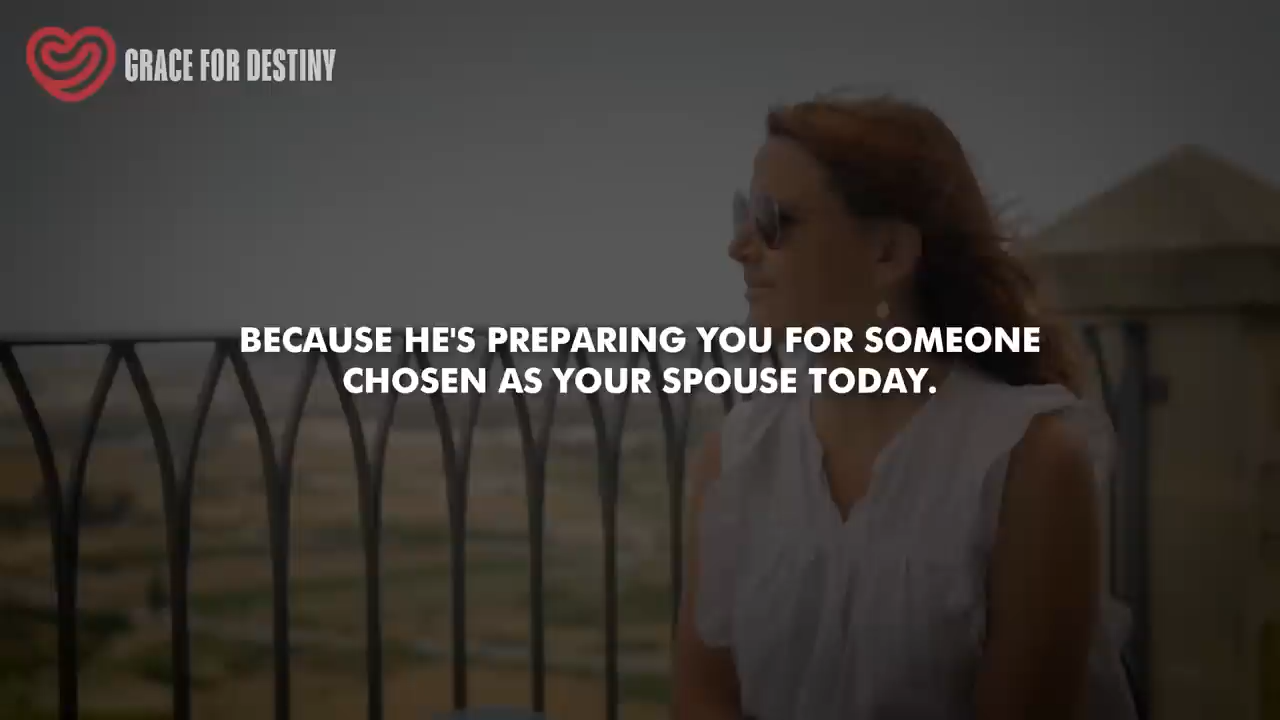 GRACE FOR DESTINY
BECAUSE HE'S PREPARING YOU FOR SOMEONE
CHOSEN AS YOUR SPOUSE TODAY.